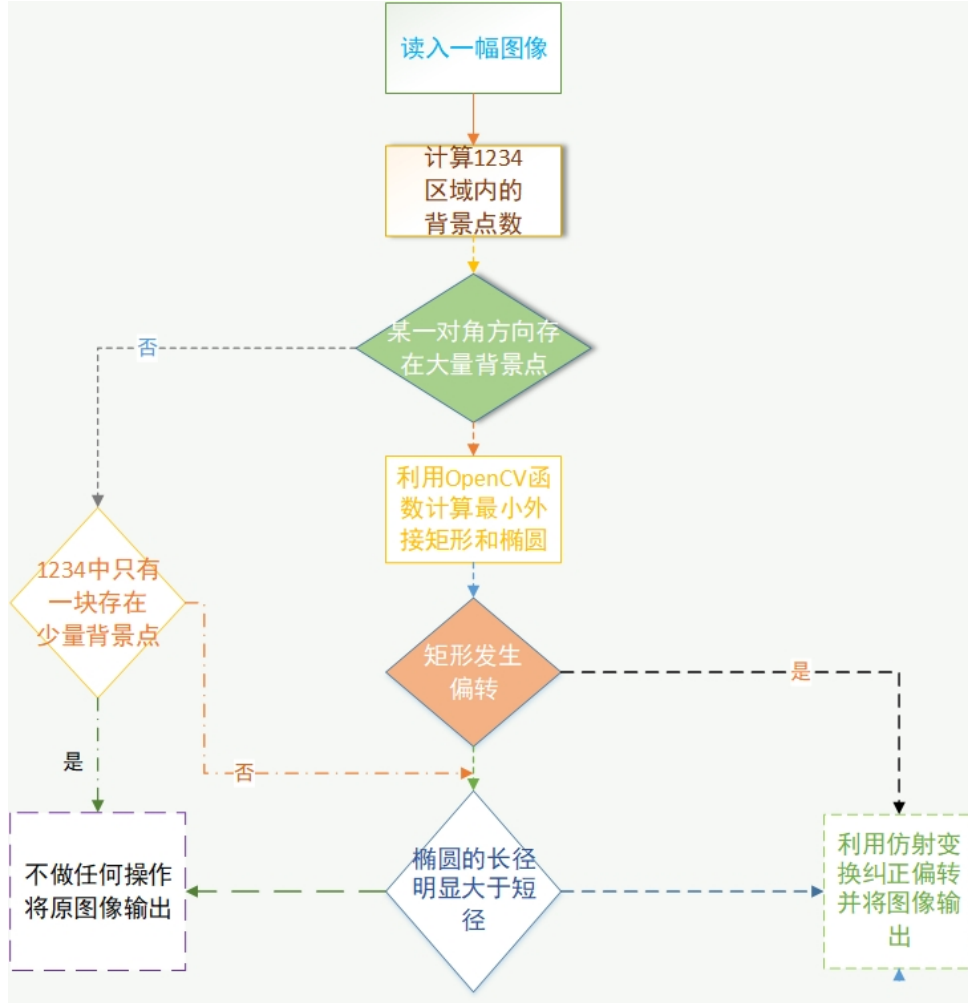 读入一幅图像
计算1234
区域内的
背景点数
某一对角方向存
在大量背景点
否
利用OpenCV函
数计算最小外
接矩形和椭圆
1234中只有
一块存在
少量背景点
矩形发生
偏转
是
是
否
不做任何操作
将原图像输出
椭圆的长径
明显大于短
径
利用仿射变
换纠正偏转
并将图像输
出